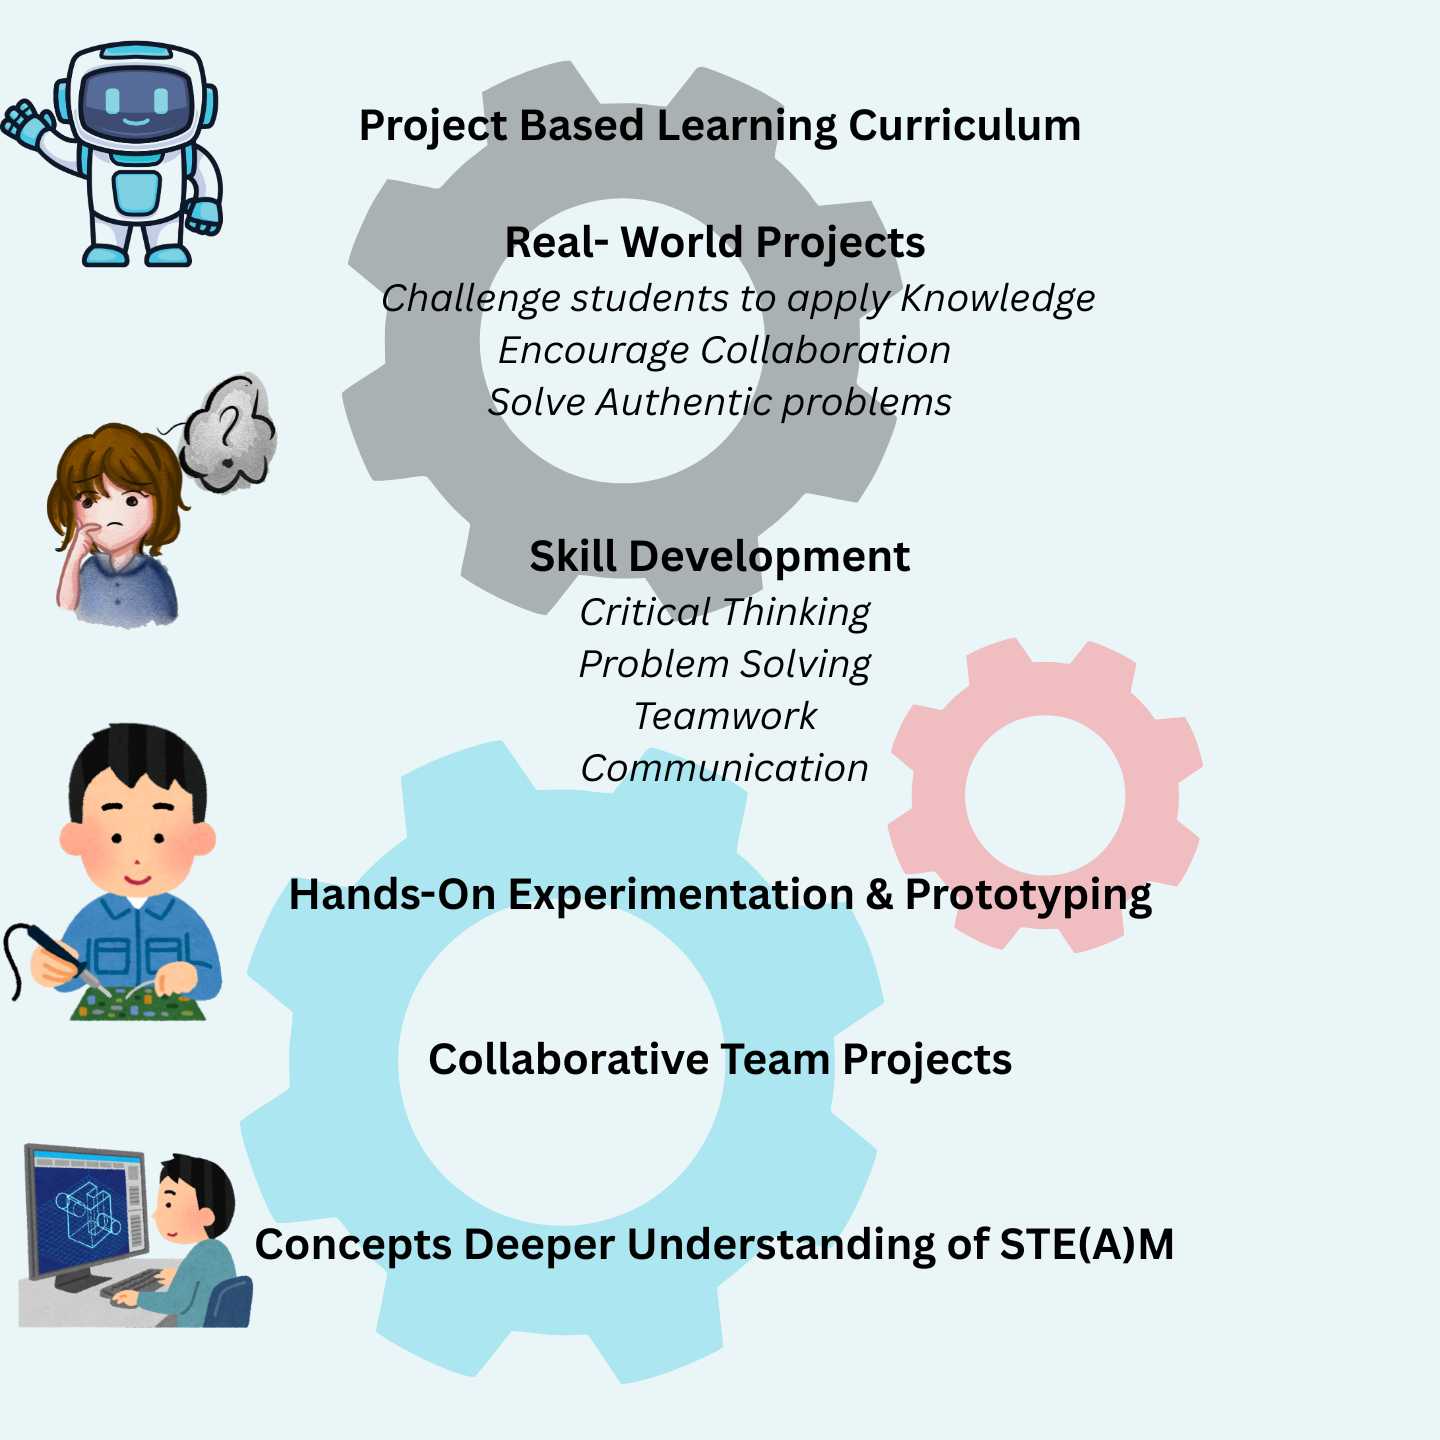 Project Based Learning Curriculum
Real- World Projects
Challenge students to apply Knowledge
Encourage Collaboration
Solve Authentic problems
?
Skill Development
Critical Thinking
Problem Solving
Teamwork
Communication
Hands-On Experimentation & Prototyping
Collaborative Team Projects
Concepts Deeper Understanding of STE(A)M